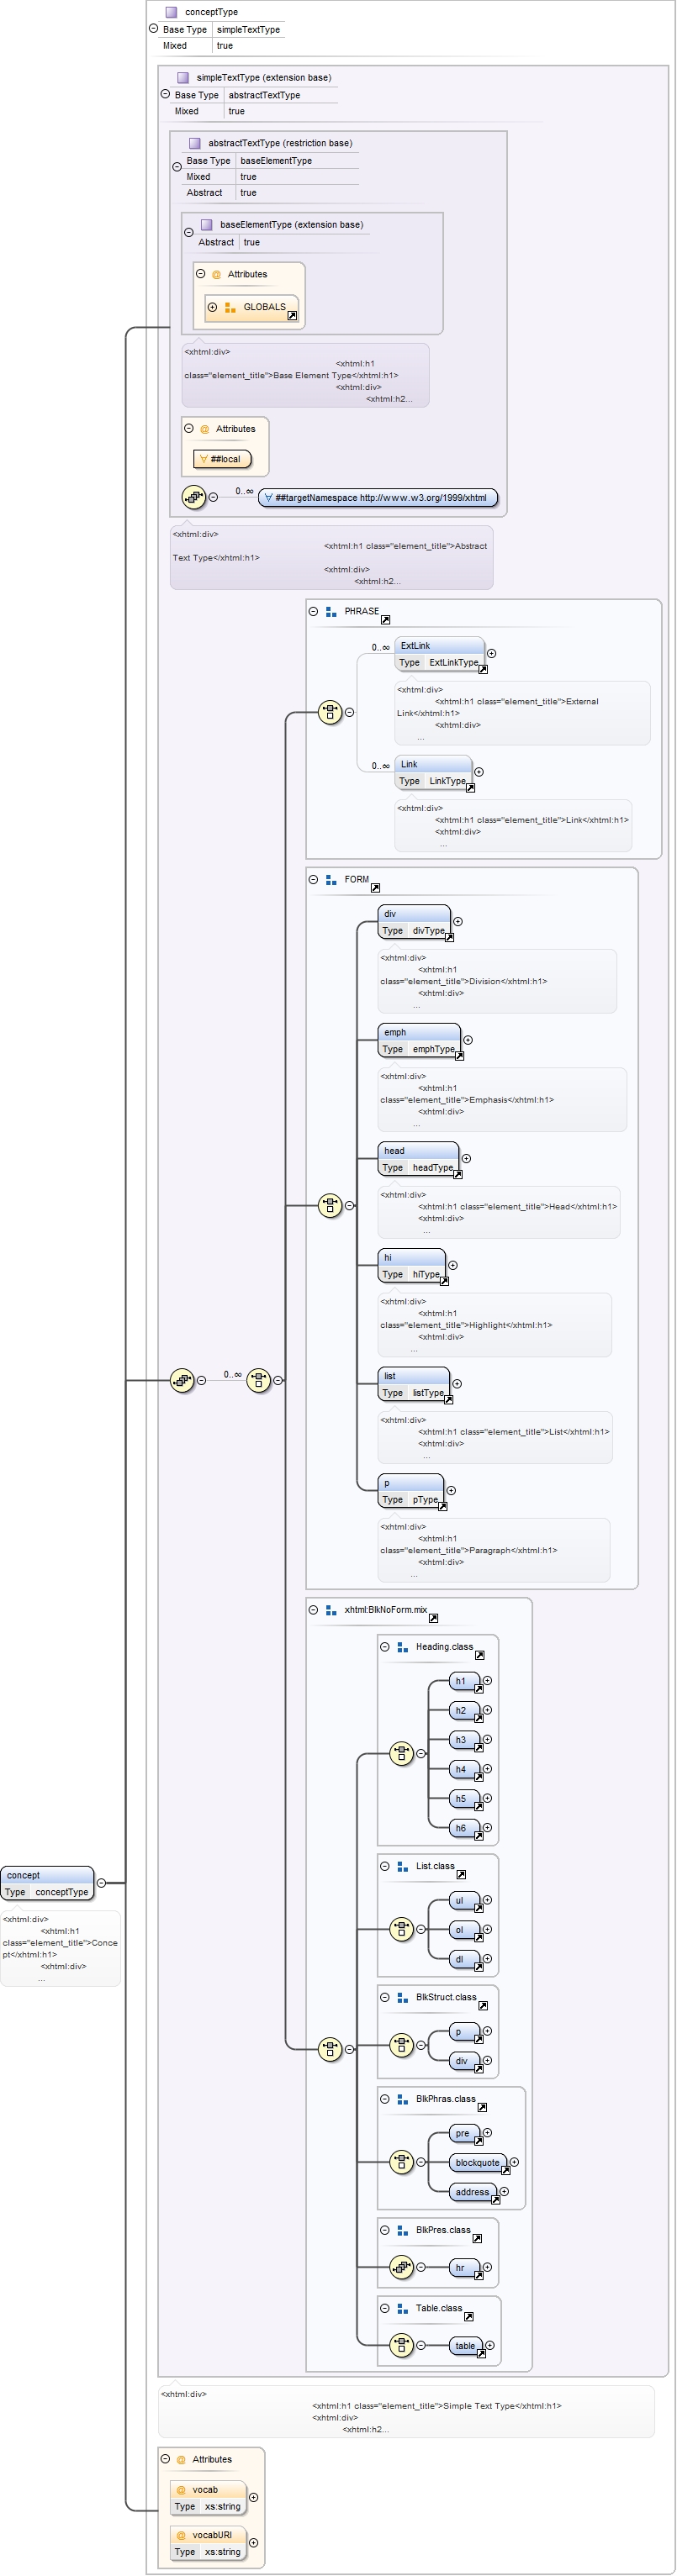 conceptType
Base Type simpleTextType
Mixed true
simpleTextType (extension base)
Base Type abstractTextType
Mixed true
abstractTextType (restriction base)
Base Type baseElementType
Mixed true
Abstract true
baseElementType (extension base)
Abstract true
@ Attributes
GLOBALS
<xhtml:div>
<xhtml:h1
class="element_title">Base Element Type</xhtml:h1>
<xhtml:div>
<xhtml:h2...
@ Attributes
∀ ##local
0..∞ ∀ ##targetNamespace http://www.w3.org/1999/xhtml
<xhtml:div>
<xhtml:h1 class="element_title">Abstract
Text Type</xhtml:h1>
<xhtml:div>
<xhtml:h2...
PHRASE
0..∞ ExtLink
Type ExtLinkType
<xhtml:div>
<xhtml:h1 class="element_title">External
Link</xhtml:h1>
<xhtml:div>
...
0..∞ Link
Type LinkType
<xhtml:div>
<xhtml:h1 class="element_title">Link</xhtml:h1>
<xhtml:div>
...
FORM
div
Type divType
<xhtml:div>
<xhtml:h1
class="element_title">Division</xhtml:h1>
<xhtml:div>
...
emph
Type emphType
<xhtml:div>
<xhtml:h1
class="element_title">Emphasis</xhtml:h1>
<xhtml:div>
...
head
Type headType
<xhtml:div>
<xhtml:h1 class="element_title">Head</xhtml:h1>
<xhtml:div>
...
hi
Type hiType
<xhtml:div>
<xhtml:h1
class="element_title">Highlight</xhtml:h1>
<xhtml:div>
...
0..∞
list
Type listType
<xhtml:div>
<xhtml:h1 class="element_title">List</xhtml:h1>
<xhtml:div>
...
p
Type pType
<xhtml:div>
<xhtml:h1
class="element_title">Paragraph</xhtml:h1>
<xhtml:div>
...
xhtml:BlkNoForm.mix
Heading.class
h1
h2
h3
h4
h5
h6
concept
Type conceptType
<xhtml:div>
<xhtml:h1
class="element_title">Conce
pt</xhtml:h1>
<xhtml:div>
...
List.class
ul
ol
dl
BlkStruct.class
p
div
BlkPhras.class
pre
blockquote
address
BlkPres.class
hr
Table.class
table
<xhtml:div>
<xhtml:h1 class="element_title">Simple Text Type</xhtml:h1>
<xhtml:div>
<xhtml:h2...
@ Attributes
@ vocab
Type xs:string
@ vocabURI
Type xs:string